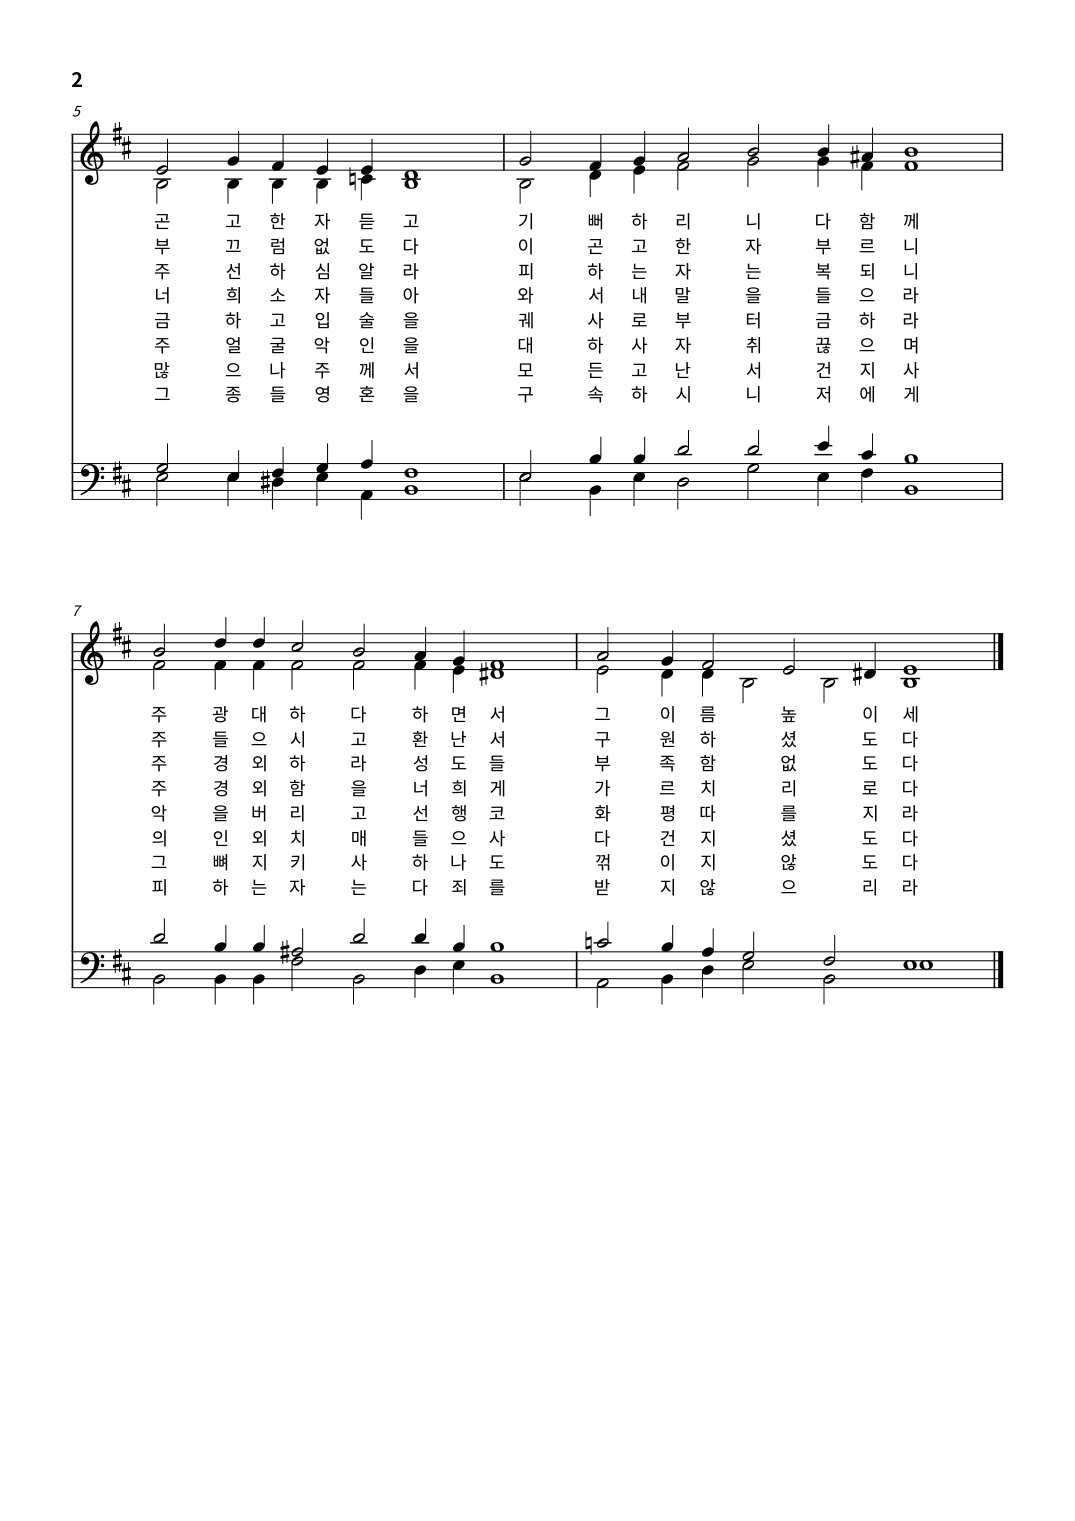 2
5
곤 고 한 자 듣 고 기 뻐 하 리 니 다 함 께
부 끄 럼 없 도 다 이 곤 고 한 자 부 르 니
주 선 하 심 알 라 피 하 는 자 는 복 되 니
너 희 소 자 들 아 와 서 내 말 을 들 으 라
금 하 고 입 술 을 궤 사 로 부 터 금 하 라
주 얼 굴 악 인 을 대 하 사 자 취 끊 으 며
많 으 나 주 께 서 모 든 고 난 서 건 지 사
그 종 들 영 혼 을 구 속 하 시 니 저 에 게
7
주 광 대 하 다 하 면 서 그 이 름 높 이 세
주 들 으 시 고 환 난 서 구 원 하 셨 도 다
주 경 외 하 라 성 도 들 부 족 함 없 도 다
주 경 외 함 을 너 희 게 가 르 치 리 로 다
악 을 버 리 고 선 행 코 화 평 따 를 지 라
의 인 외 치 매 들 으 사 다 건 지 셨 도 다
그 뼈 지 키 사 하 나 도 꺾 이 지 않 도 다
피 하 는 자 는 다 죄 를 받 지 않 으 리 라